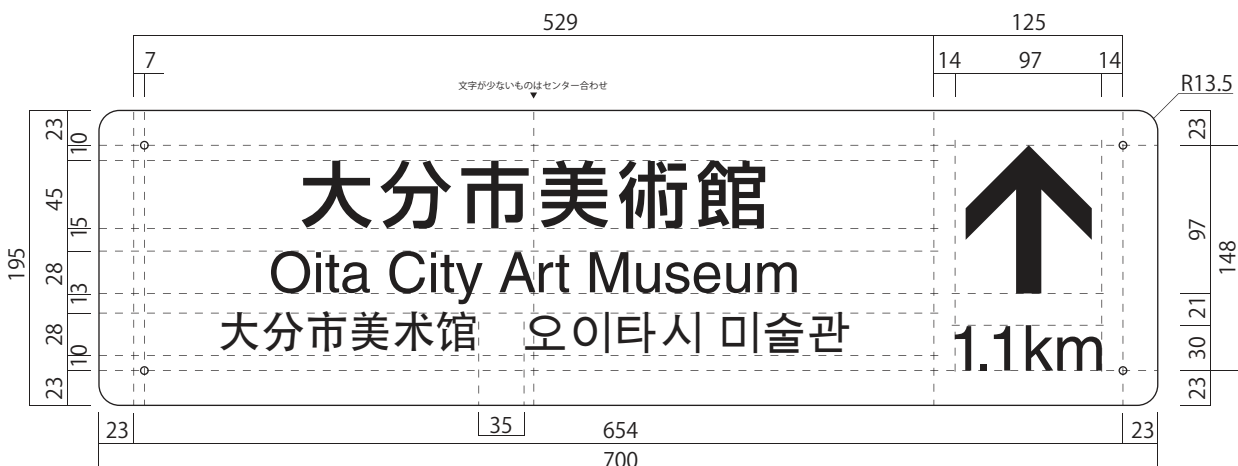 529 125
7 14 97 14
文字が少ないものはセンター合わせ
R13.5
23 10 23
大分市美術館
45
15 97
195 148
28 Oita City Art Museum
13 21
28 大分市美术馆 오이타시 미술관 30
10 1.1km
23 23
23 35 654 23
700